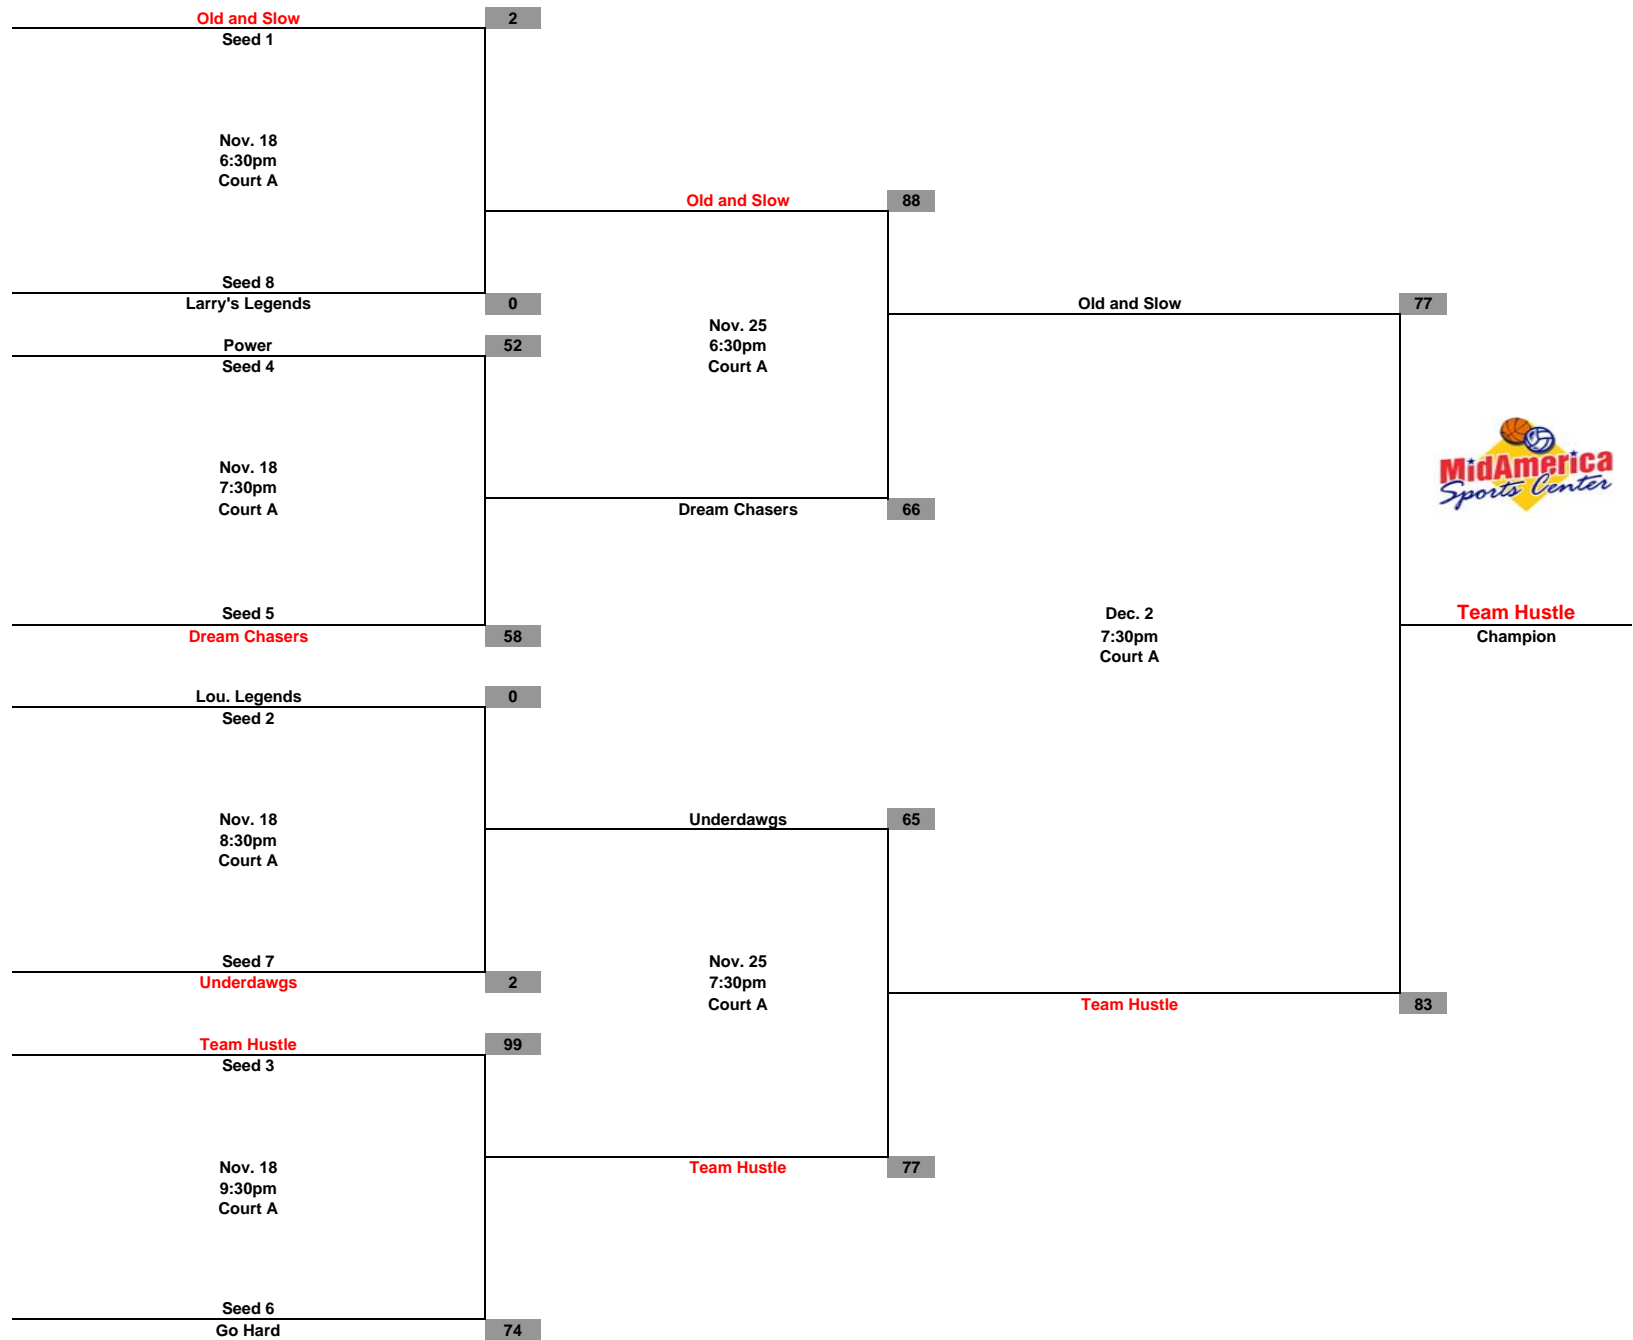 Old and Slow 2
Seed 1
Nov. 18
6:30pm
Court A
Old and Slow 88
Seed 8
Larry's Legends 0
Old and Slow 77
Nov. 25
6:30pm
Court A
Power 52
Seed 4
MidAmerica
Sports Center
Nov. 18
7:30pm
Court A
Dream Chasers 66
Seed 5
Dream Chasers 58
Dec. 2
7:30pm
Court A
Team Hustle
Champion
Lou. Legends 0
Seed 2
Nov. 18
8:30pm
Court A
Underdawgs 65
Seed 7
Underdawgs 2
Nov. 25
7:30pm
Court A
Team Hustle 83
Team Hustle 99
Seed 3
Nov. 18
9:30pm
Court A
Team Hustle 77
Seed 6
Go Hard 74